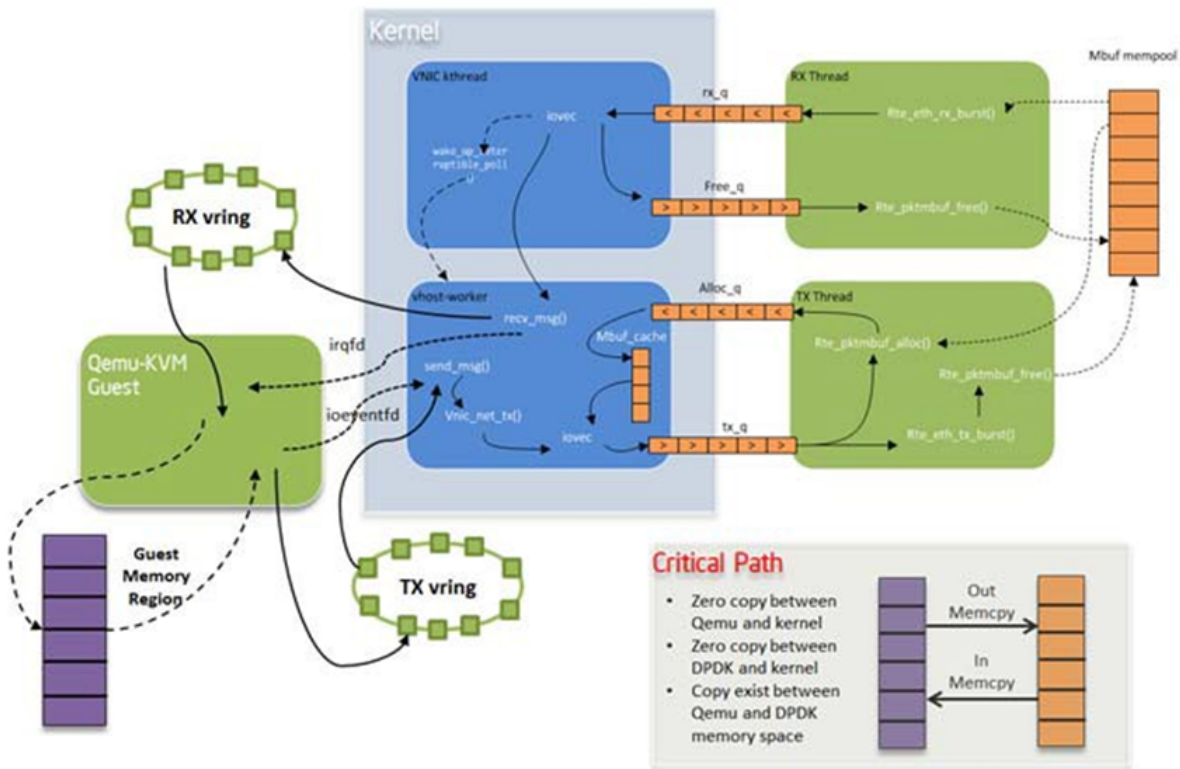 Kernel
VNIC kthread
iovec
wake_up_inter
ruptible_poll
()
rx_q
< < < < <
Free_q
> > > > >
RX Thread
Rte_eth_rx_burst()
Rte_pktmbuf_free()
Mbuf mempool
RX vring
vhost-worker
recv_msg()
Alloc_q
< < < < <
Mbuf_cache
send_msg()
Vnic_net_tx()
iovec
tx_q
> > > > >
TX Thread
Rte_pktmbuf_alloc()
Rte_pktmbuf_free()
Rte_eth_tx_burst()
Qemu-KVM
Guest
irqfd
ioeventfd
Guest
Memory
Region
TX vring
Critical Path
• Zero copy between
Qemu and kernel
• Zero copy between
DPDK and kernel
• Copy exist between
Qemu and DPDK
memory space
Out
Memcpy
In
Memcpy